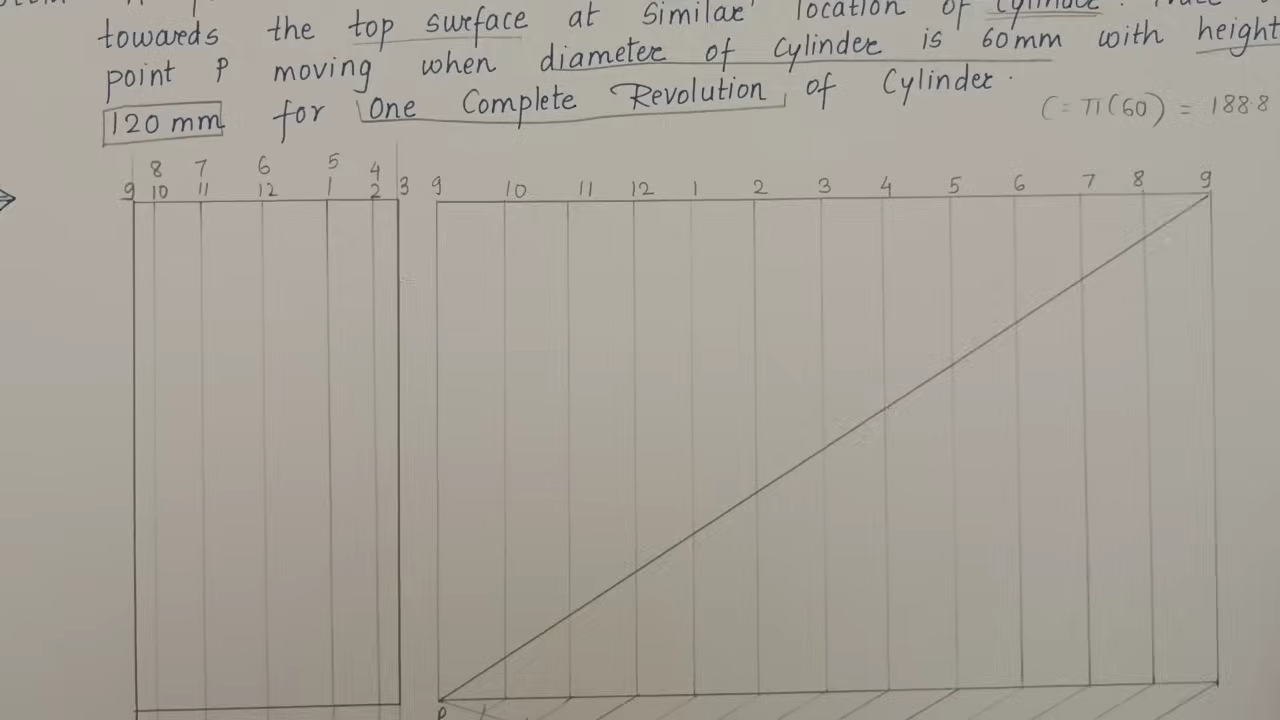 the top surface at similar location of cylinder.
towards
point P moving when diameter of cylinder is 60mm with height
120 mm for One Complete Revolution of Cylinder.
C = π(60) = 188.8
8 7 6 5 4
9 10 11 12 1 2 3
9 10 11 12 1 2 3 4 5 6 7 8 9
P